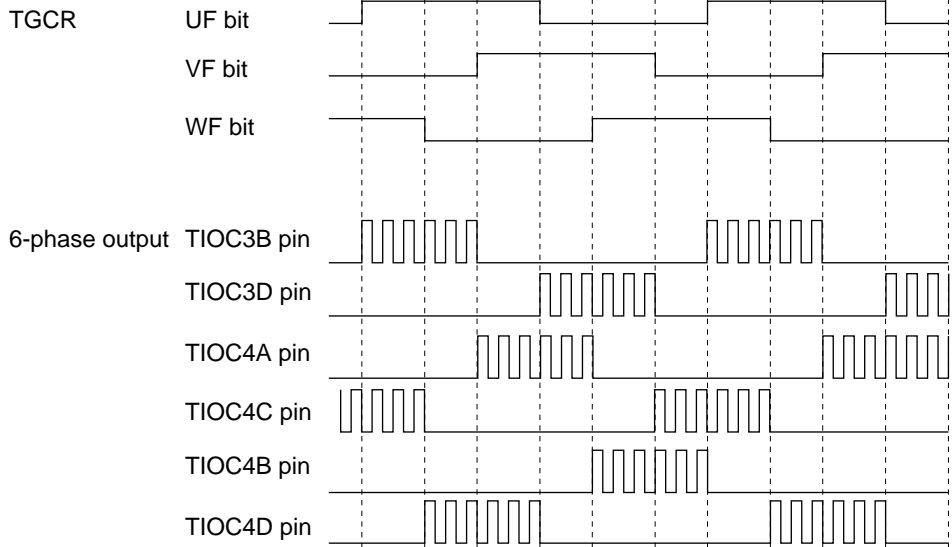 TGCR UF bit
VF bit
WF bit
6-phase output TIOC3B pin
TIOC3D pin
TIOC4A pin
TIOC4C pin
TIOC4B pin
TIOC4D pin